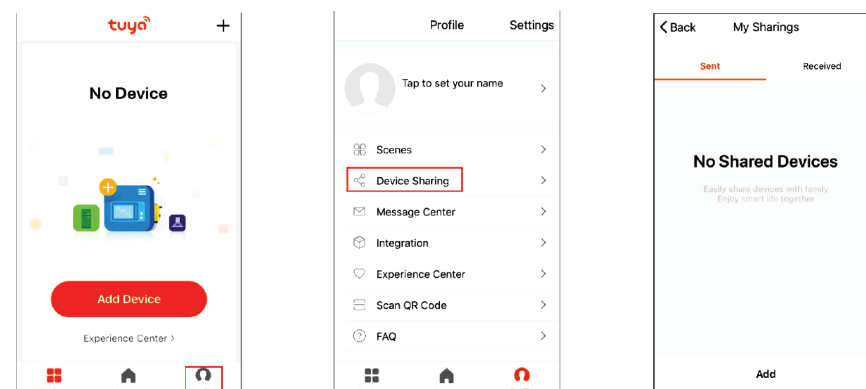 tuya
+
No Device
Add Device
Experience Center >
Profile
Settings
Tap to set your name
>
Scenes >
Device Sharing >
Message Center >
Integration >
Experience Center >
Scan QR Code >
? FAQ >
< Back
My Sharings
Sent
Received
No Shared Devices
Easily share devices with family
Enjoy smart life together
Add